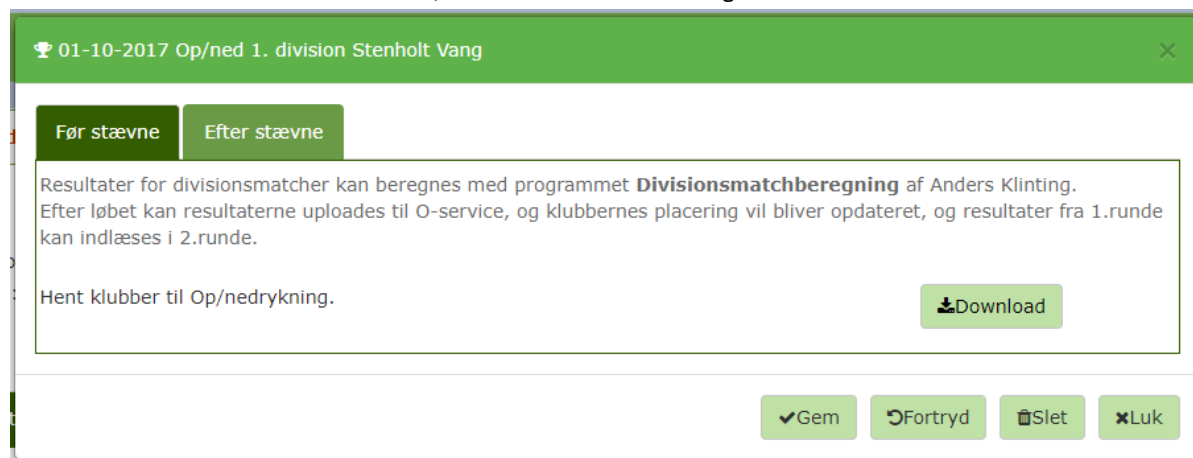 01-10-2017 Op/ned 1. division Stenholt Vang
Før stævne
Efter stævne
Resultater for divisionsmatcher kan beregnes med programmet Divisionsmatchberegning af Anders Klinting.
Efter løbet kan resultaterne uploades til O-service, og klubbernes placering vil bliver opdateret, og resultater fra 1.runde
kan indlæses i 2.runde.
Hent klubber til Op/nedrykning.
Download
Gem
Fortryd
Slet
Luk